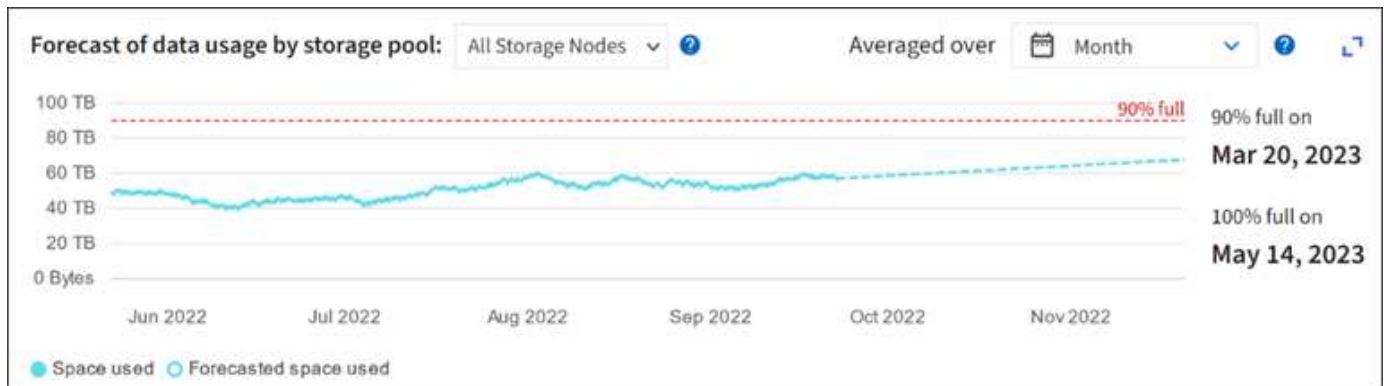 Forecast of data usage by storage pool: All Storage Nodes Averaged over Month
100 TB
90% full
80 TB
60 TB
40 TB
20 TB
0 Bytes
90% full on
Mar 20, 2023
100% full on
May 14, 2023
Jun 2022 Jul 2022 Aug 2022 Sep 2022 Oct 2022 Nov 2022
Space used Forecasted space used